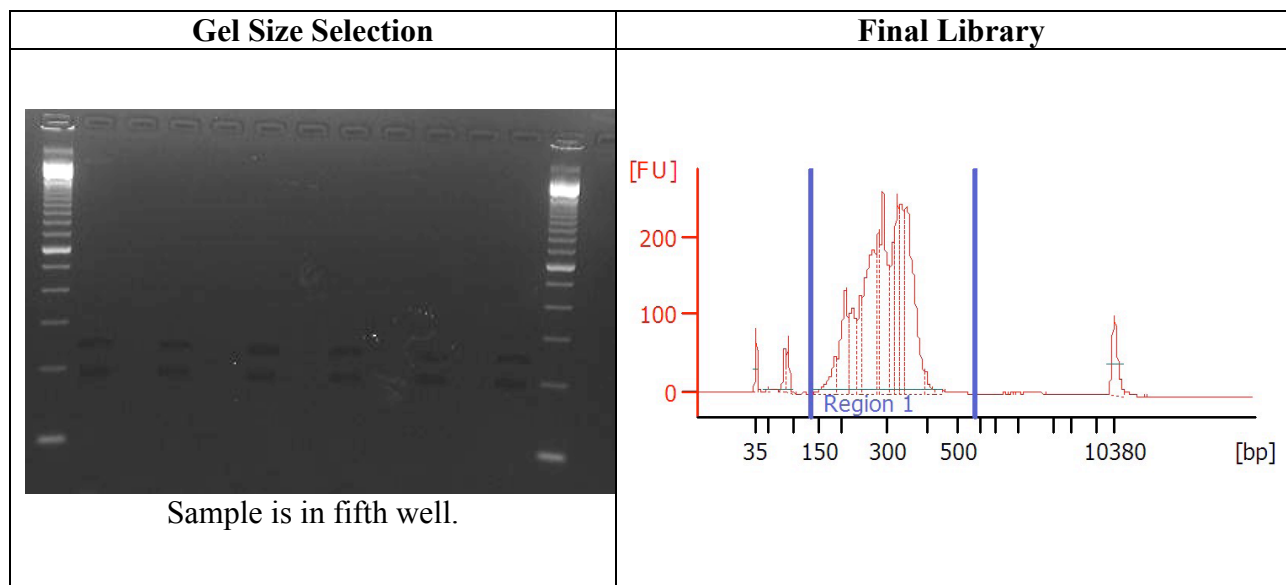 Gel Size Selection
Final Library
Sample is in fifth well.
[FU]
200
100
0
Region 1
35 150 300 500 10380 [bp]